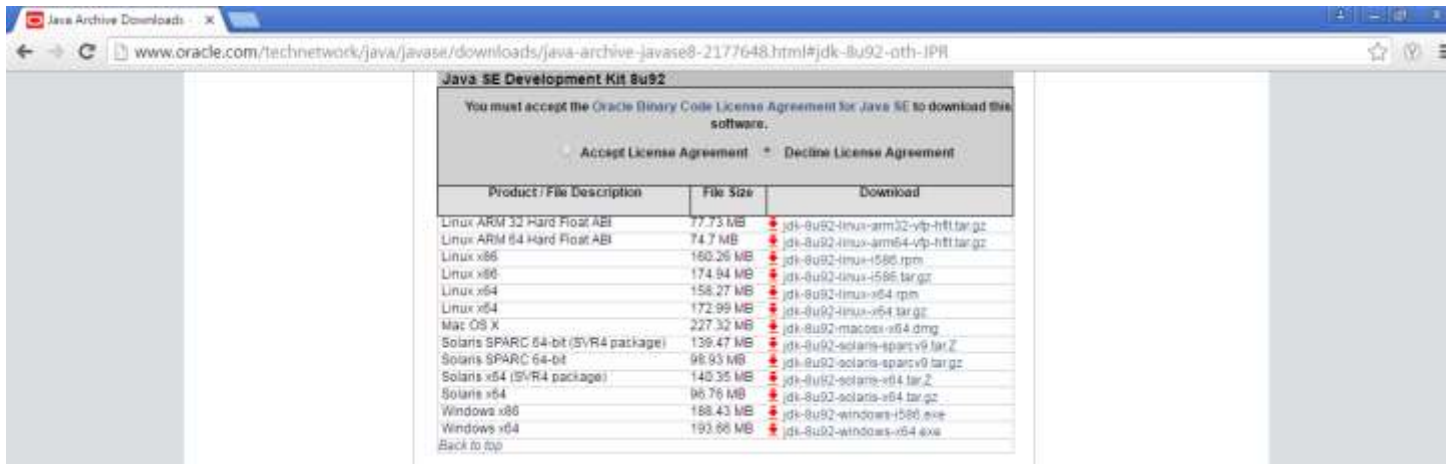 Java Archive Downloads -
www.oracle.com/technetwork/java/javase/downloads/java-archive-javase8-2177648.html#jdk-8u92-oth-JPR
Java SE Development Kit 8u92
You must accept the Oracle Binary Code License Agreement for Java SE to download this
software.
Accept License Agreement Decline License Agreement
Product / File Description File Size Download
Linux ARM 32 Hard Float ABI 77.73 MB jdk-8u92-linux-arm32-vfp-hflt.tar.gz
Linux ARM 64 Hard Float ABI 74.7 MB jdk-8u92-linux-arm64-vfp-hflt.tar.gz
Linux x86 160.26 MB jdk-8u92-linux-i586.rpm
Linux x86 174.94 MB jdk-8u92-linux-i586.tar.gz
Linux x64 158.27 MB jdk-8u92-linux-x64.rpm
Linux x64 172.99 MB jdk-8u92-linux-x64.tar.gz
Mac OS X 227.32 MB jdk-8u92-macosx-x64.dmg
Solaris SPARC 64-bit (SVR4 package) 139.47 MB jdk-8u92-solaris-sparcv9.tar.Z
Solaris SPARC 64-bit 98.93 MB jdk-8u92-solaris-sparcv9.tar.gz
Solaris x64 (SVR4 package) 140.35 MB jdk-8u92-solaris-x64.tar.Z
Solaris x64 96.76 MB jdk-8u92-solaris-x64.tar.gz
Windows x86 188.43 MB jdk-8u92-windows-i586.exe
Windows x64 193.66 MB jdk-8u92-windows-x64.exe
Back to top